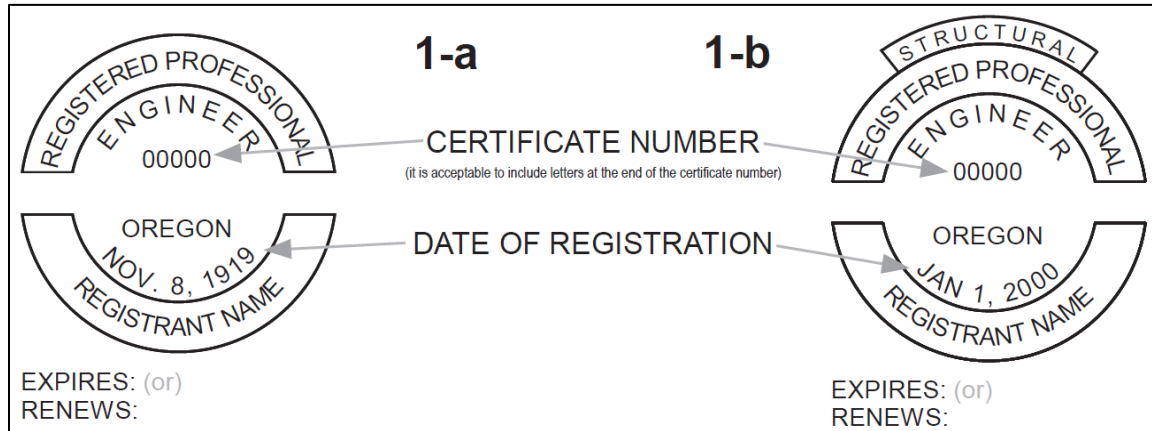 1-a
1-b
REGISTERED PROFESSIONAL
ENGINEER
00000
OREGON
NOV. 8, 1919
REGISTRANT NAME
EXPIRES: (or)
RENEWS:
CERTIFICATE NUMBER
(it is acceptable to include letters at the end of the certificate number)
DATE OF REGISTRATION
STRUCTURAL
REGISTERED PROFESSIONAL
ENGINEER
00000
OREGON
JAN 1, 2000
REGISTRANT NAME
EXPIRES: (or)
RENEWS: